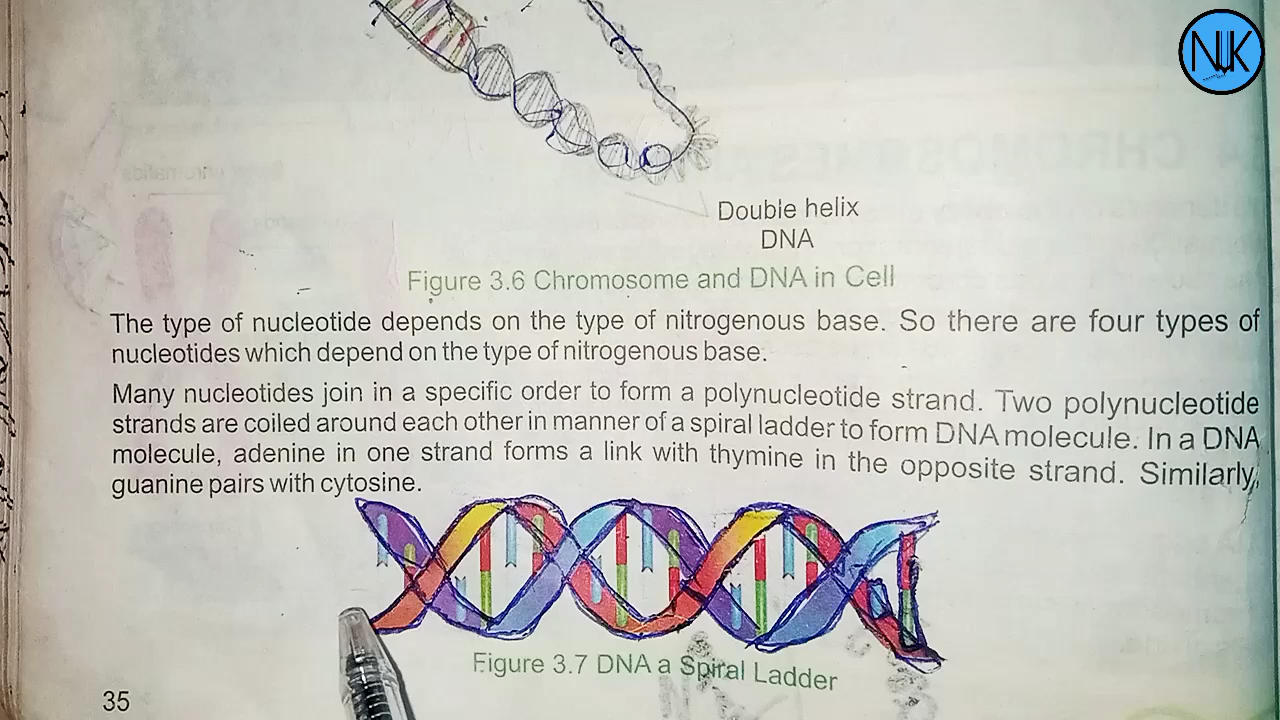 NJK
Double helix
DNA
Figure 3.6 Chromosome and DNA in Cell
The type of nucleotide depends on the type of nitrogenous base. So there are four types of
nucleotides which depend on the type of nitrogenous base.
Many nucleotides join in a specific order to form a polynucleotide strand. Two polynucleotide
strands are coiled around each other in manner of a spiral ladder to form DNA molecule. In a DNA
molecule, adenine in one strand forms a link with thymine in the opposite strand. Similarly,
guanine pairs with cytosine.
Figure 3.7 DNA a Spiral Ladder
35